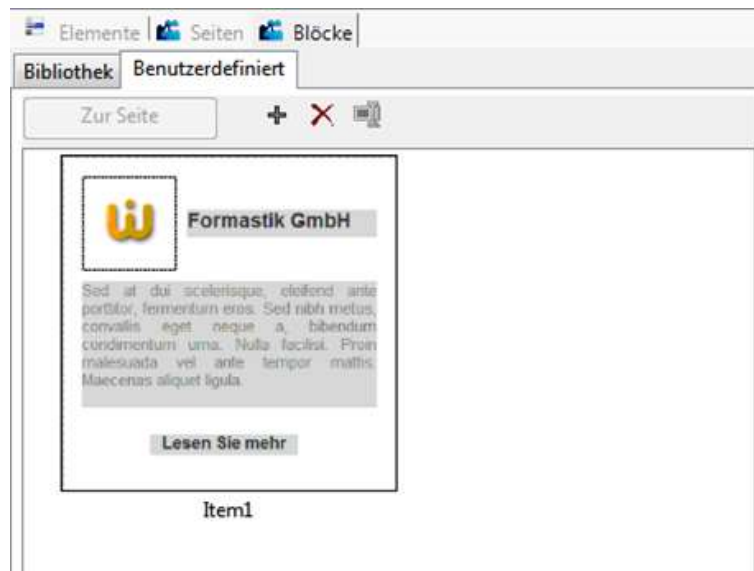 Elemente Seiten Blöcke
Bibliothek Benutzerdefiniert
Zur Seite
Formastik GmbH
Sed at dui scelerisque, eleifend ante
porttitor, fermentum eros. Sed nibh metus,
convallis eget neque a, bibendum
condimentum urna. Nulla facilisi. Proin
malesuada vel ante tempor mattis.
Maecenas aliquet ligula.
Lesen Sie mehr
Item1